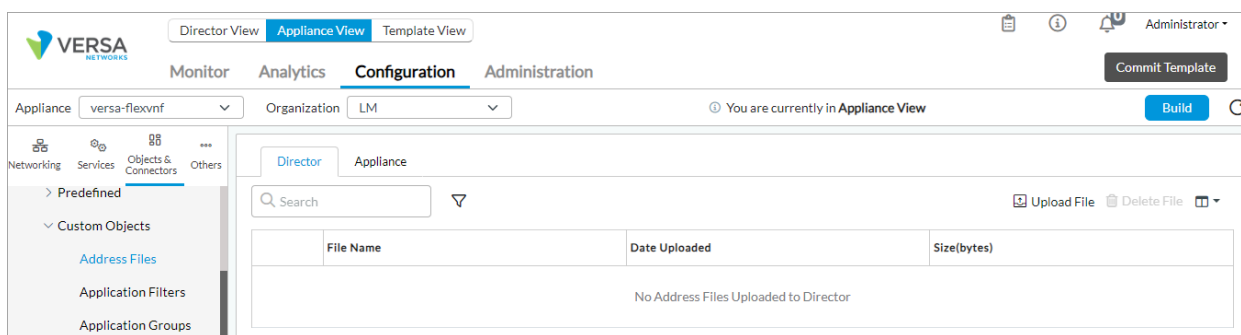 Director View Appliance View Template View
Administrator
VERSA
NETWORKS
Monitor Analytics Configuration Administration
Commit Template
Appliance versa-flexvnf Organization LM You are currently in Appliance View Build
Networking Services Objects & Connectors Others
Director Appliance
> Predefined
Search
Upload File Delete File
Custom Objects
File Name Date Uploaded Size(bytes)
Address Files
Application Filters
No Address Files Uploaded to Director
Application Groups